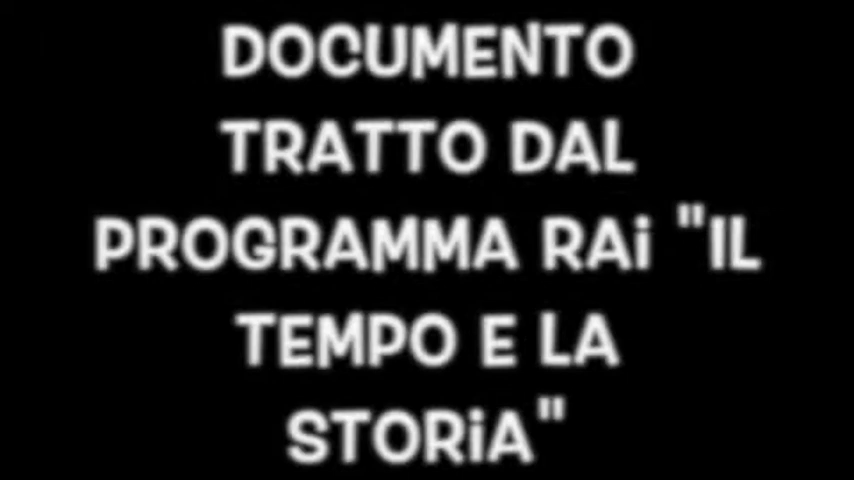 DOCUMENTO
TRATTO DAL
PROGRAMMA RAi "IL
TEMPO E LA
STORiA"